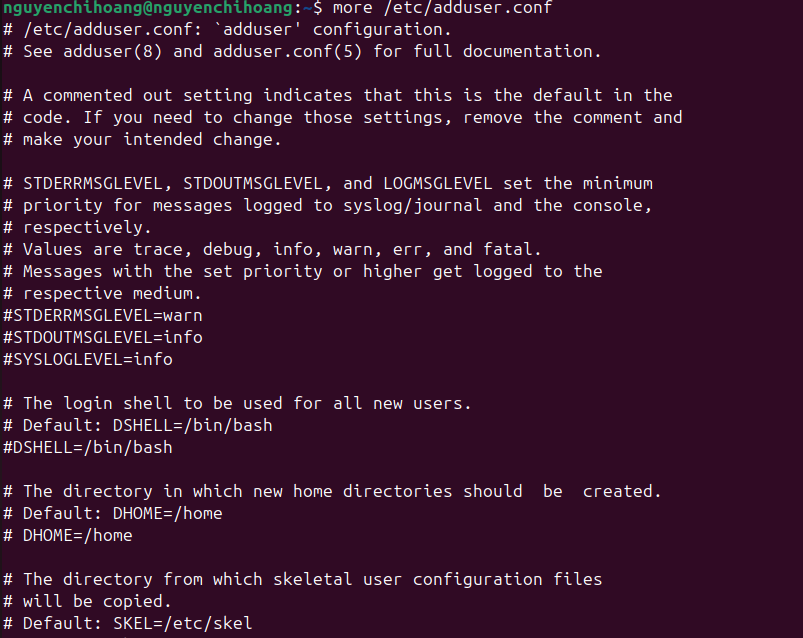 nguyenchihoang@nguyenchihoang:~$ more /etc/adduser.conf
# /etc/adduser.conf: `adduser' configuration.
# See adduser(8) and adduser.conf(5) for full documentation.

# A commented out setting indicates that this is the default in the
# code. If you need to change those settings, remove the comment and
# make your intended change.

# STDERRMSGLEVEL, STDOUTMSGLEVEL, and LOGMSGLEVEL set the minimum
# priority for messages logged to syslog/journal and the console,
# respectively.
# Values are trace, debug, info, warn, err, and fatal.
# Messages with the set priority or higher get logged to the
# respective medium.
#STDERRMSGLEVEL=warn
#STDOUTMSGLEVEL=info
#SYSLOGLEVEL=info

# The login shell to be used for all new users.
# Default: DSHELL=/bin/bash
#DSHELL=/bin/bash

# The directory in which new home directories should  be  created.
# Default: DHOME=/home
# DHOME=/home

# The directory from which skeletal user configuration files
# will be copied.
# Default: SKEL=/etc/skel